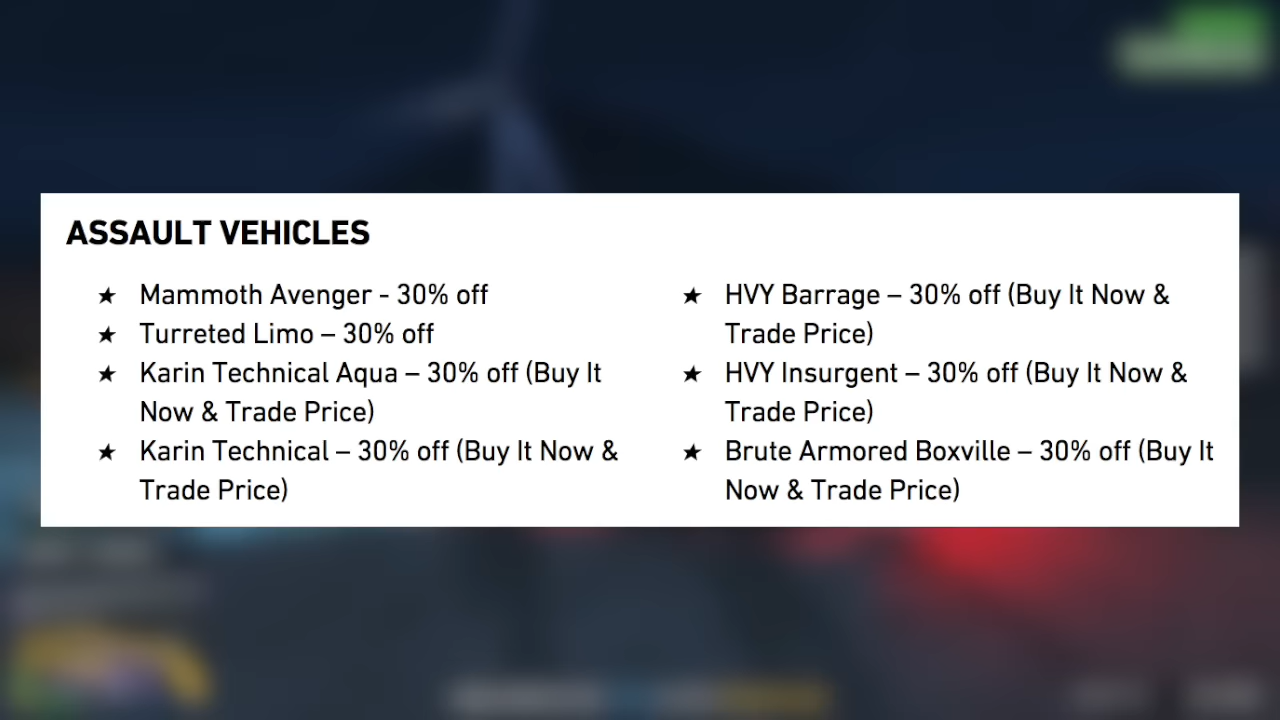 ASSAULT VEHICLES
★ Mammoth Avenger - 30% off
★ Turreted Limo – 30% off
★ Karin Technical Aqua – 30% off (Buy It
Now & Trade Price)
★ Karin Technical – 30% off (Buy It Now &
Trade Price)
★ HVY Barrage – 30% off (Buy It Now &
Trade Price)
★ HVY Insurgent – 30% off (Buy It Now &
Trade Price)
★ Brute Armored Boxville – 30% off (Buy It
Now & Trade Price)